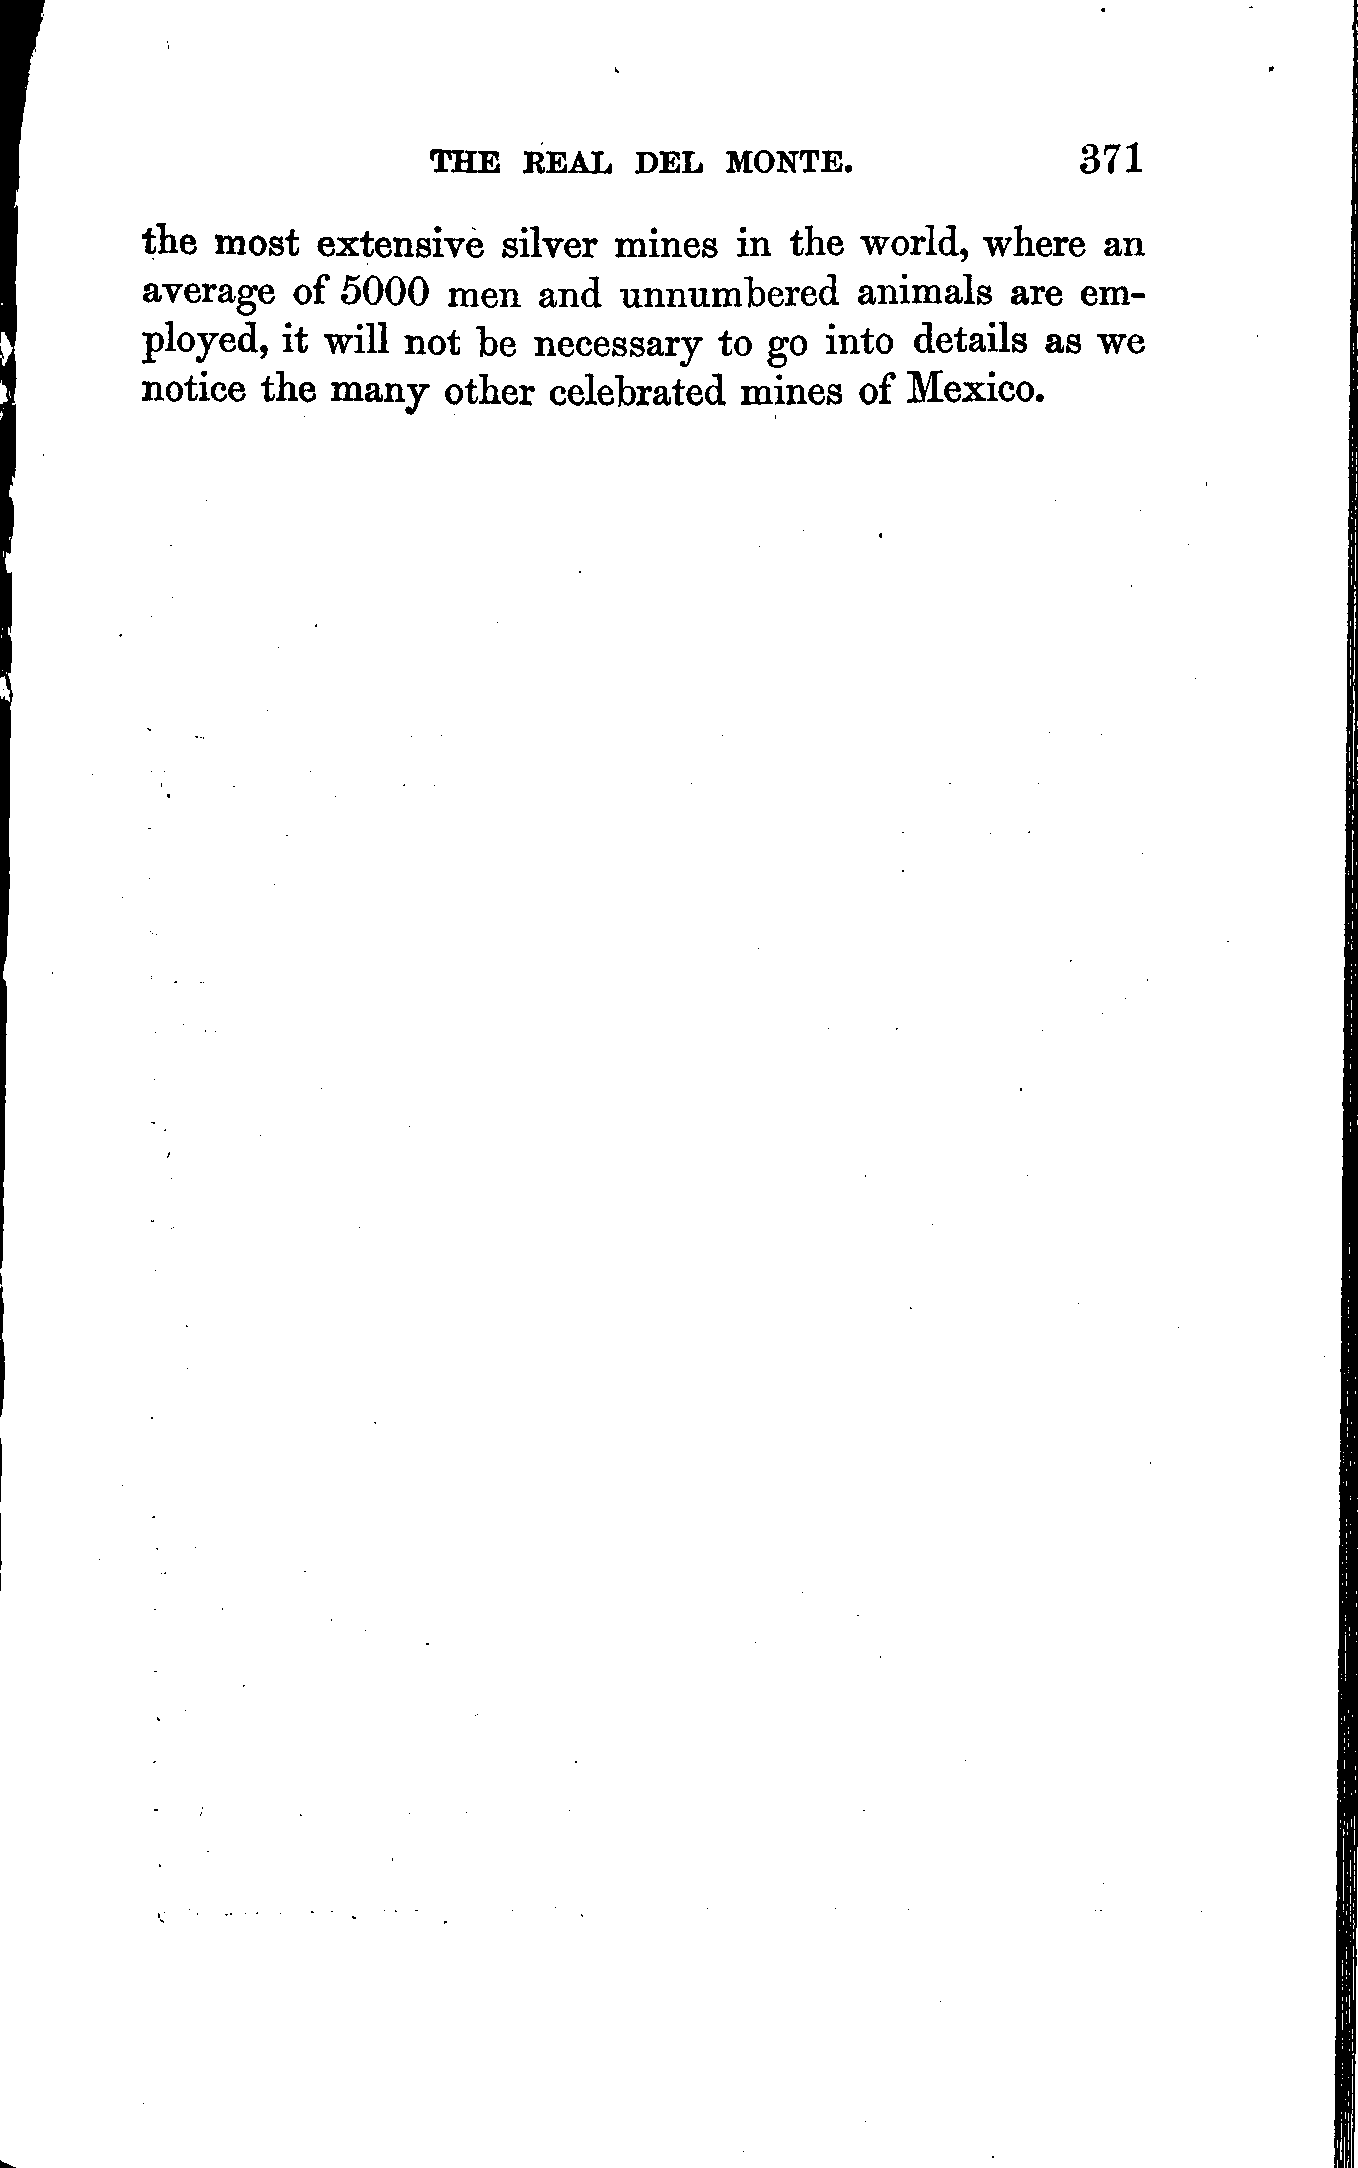 THE REAL DEL MONTE. 371
the most extensive silver mines in the world, where an
average of 5000 men and unnumbered animals are em-
ployed, it will not be necessary to go into details as we
notice the many other celebrated mines of Mexico.